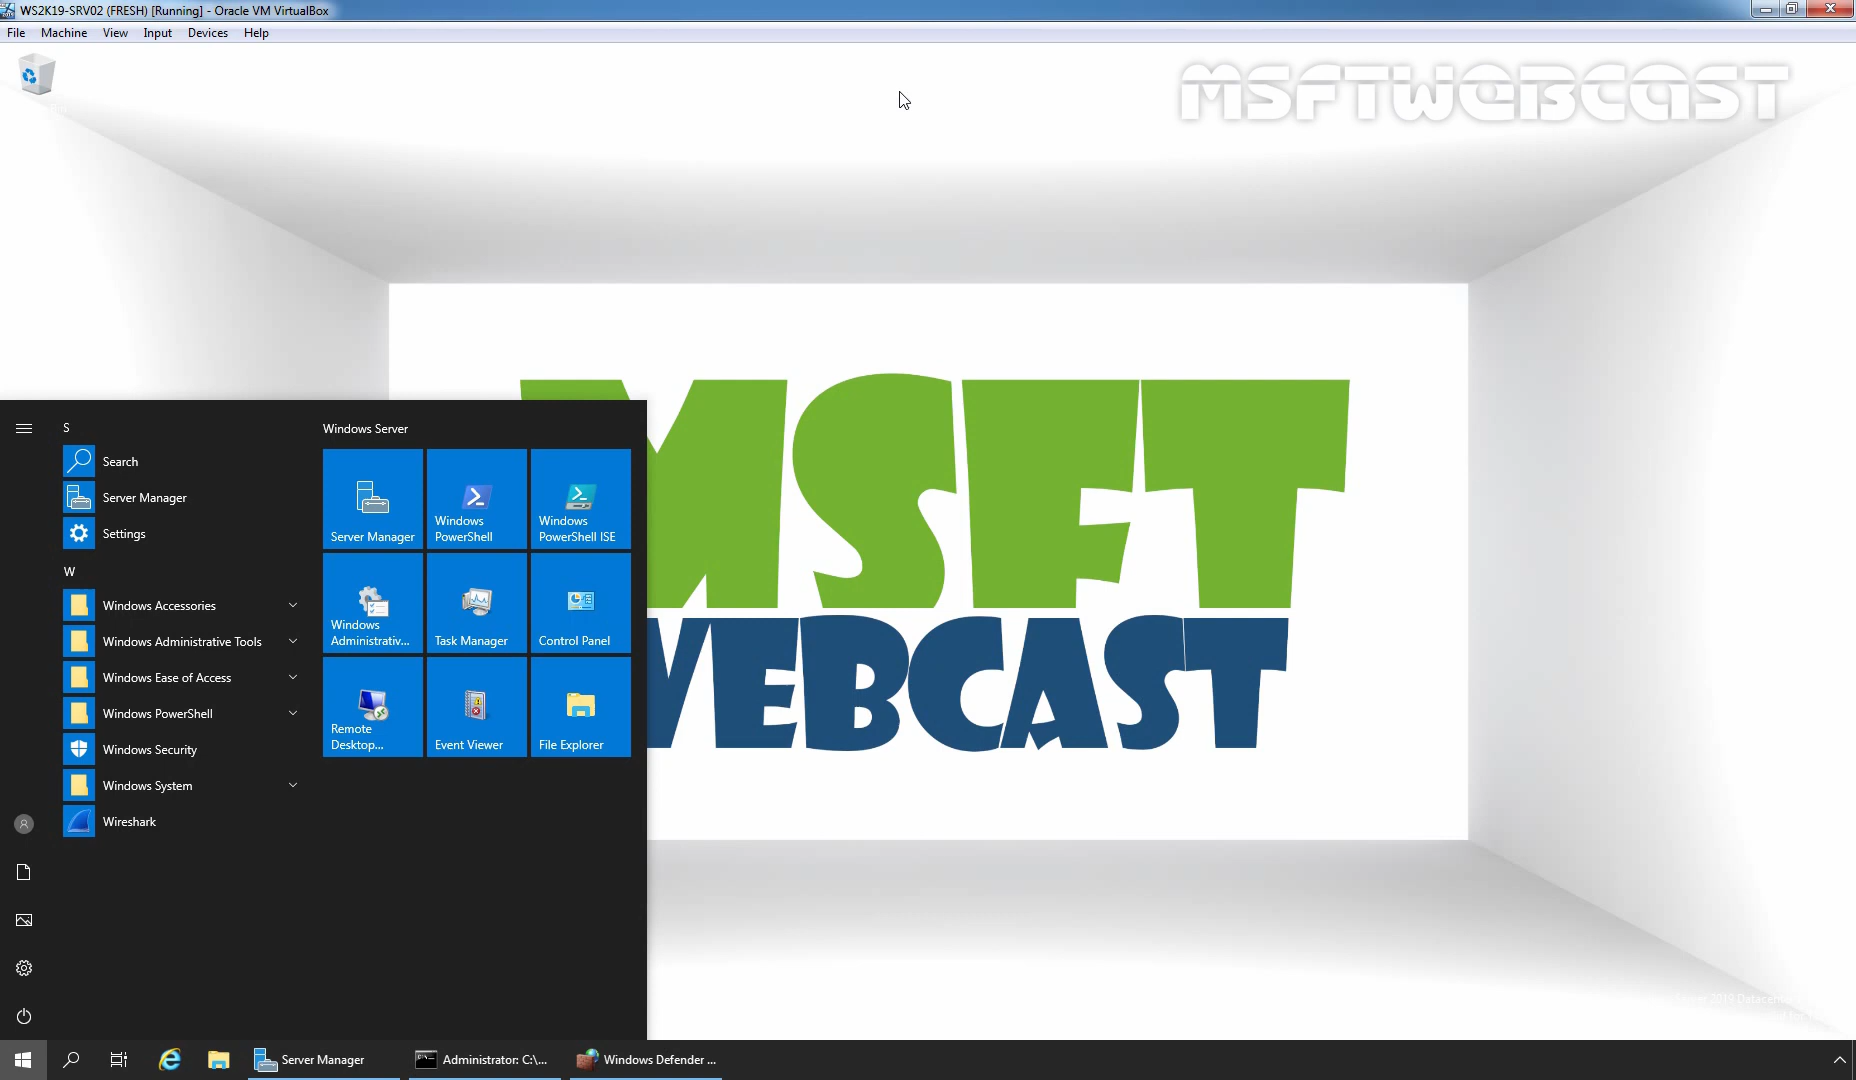 WS2K19-SRV02 (FRESH) [Running] - Oracle VM VirtualBox
File Machine View Input Devices Help
MSFTWEBCAST
MSFT
WEBCAST
S
Search
Server Manager
Settings
W
Windows Accessories
Windows Administrative Tools
Windows Ease of Access
Windows PowerShell
Windows Security
Windows System
Wireshark
Windows Server
Server Manager
Windows
PowerShell
Windows
PowerShell ISE
Windows
Administrativ...
Task Manager
Control Panel
Remote
Desktop...
Event Viewer
File Explorer
Server Manager
Administrator: C:\...
Windows Defender ...